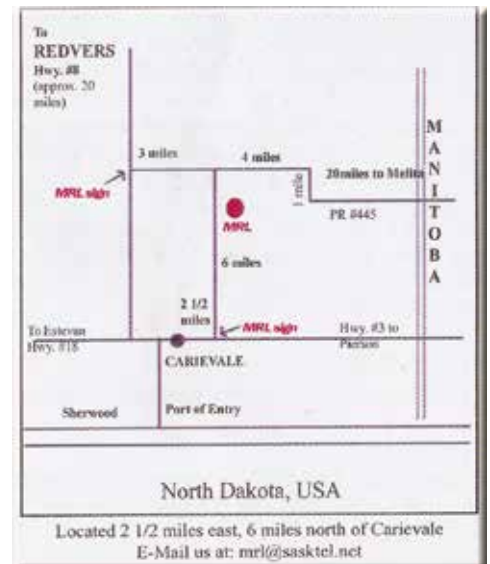 To
REDVERS
Hwy. #8
(approx. 20
miles)
MANITOBA
3 miles
4 miles
20miles to Melita
1 mile
MRL sign
PR #445
MRL
6 miles
2 1/2
miles
To Estevan
Hwy. #18
MRL sign
Hwy. #3 to
Pierson
CARIEVALE
Sherwood
Port of Entry
North Dakota, USA
Located 2 1/2 miles east, 6 miles north of Carievale
E-Mail us at: mrl@sasktel.net